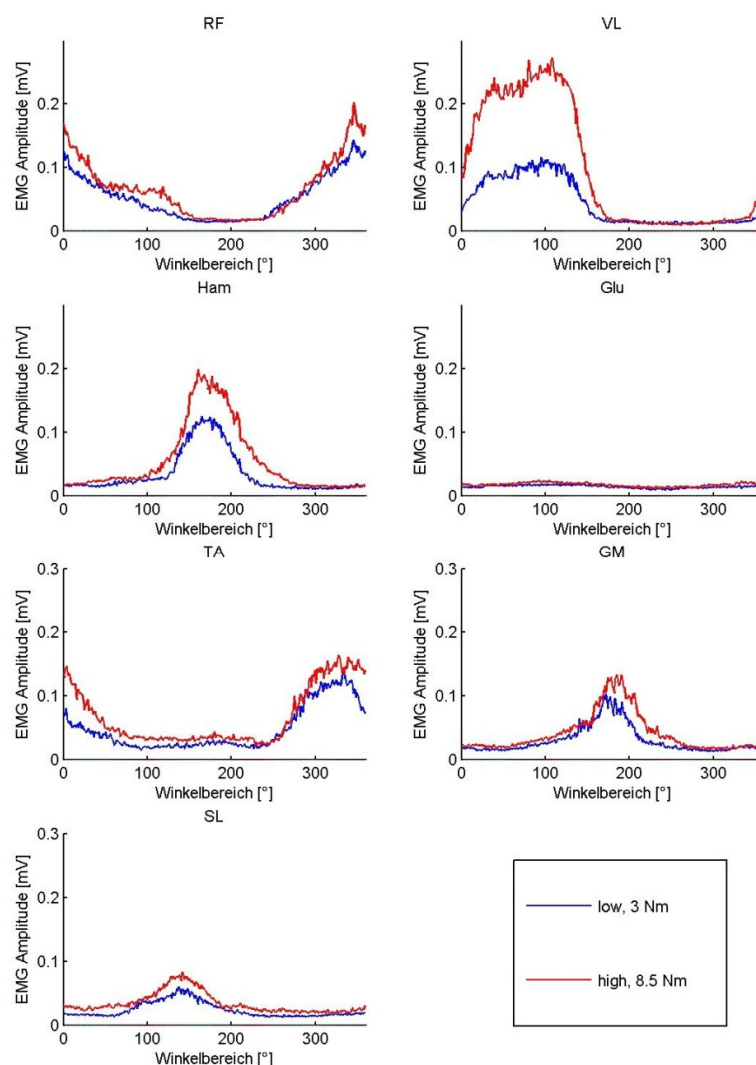 RF
EMG Amplitude [mV]
0.2
0.1
0
0
100
200
300
Winkelbereich [°]
VL
EMG Amplitude [mV]
0.2
0.1
0
0
100
200
300
Winkelbereich [°]
Ham
EMG Amplitude [mV]
0.2
0.1
0
0
100
200
300
Winkelbereich [°]
Glu
EMG Amplitude [mV]
0.2
0.1
0
0
100
200
300
Winkelbereich [°]
TA
EMG Amplitude [mV]
0.3
0.2
0.1
0
0
100
200
300
Winkelbereich [°]
GM
EMG Amplitude [mV]
0.3
0.2
0.1
0
0
100
200
300
Winkelbereich [°]
SL
EMG Amplitude [mV]
0.3
0.2
0.1
0
0
100
200
300
Winkelbereich [°]
low, 3 Nm
high, 8.5 Nm